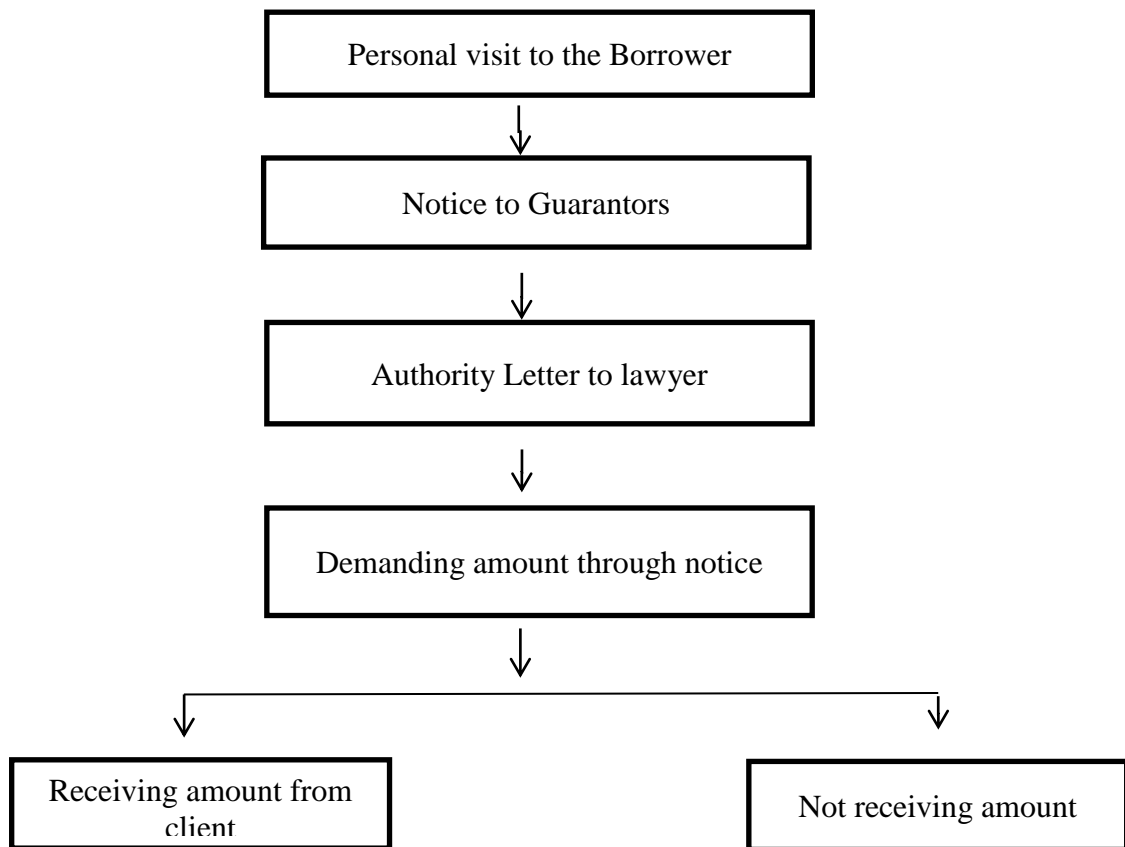 Personal visit to the Borrower
Notice to Guarantors
Authority Letter to lawyer
Demanding amount through notice
Receiving amount from
client
Not receiving amount